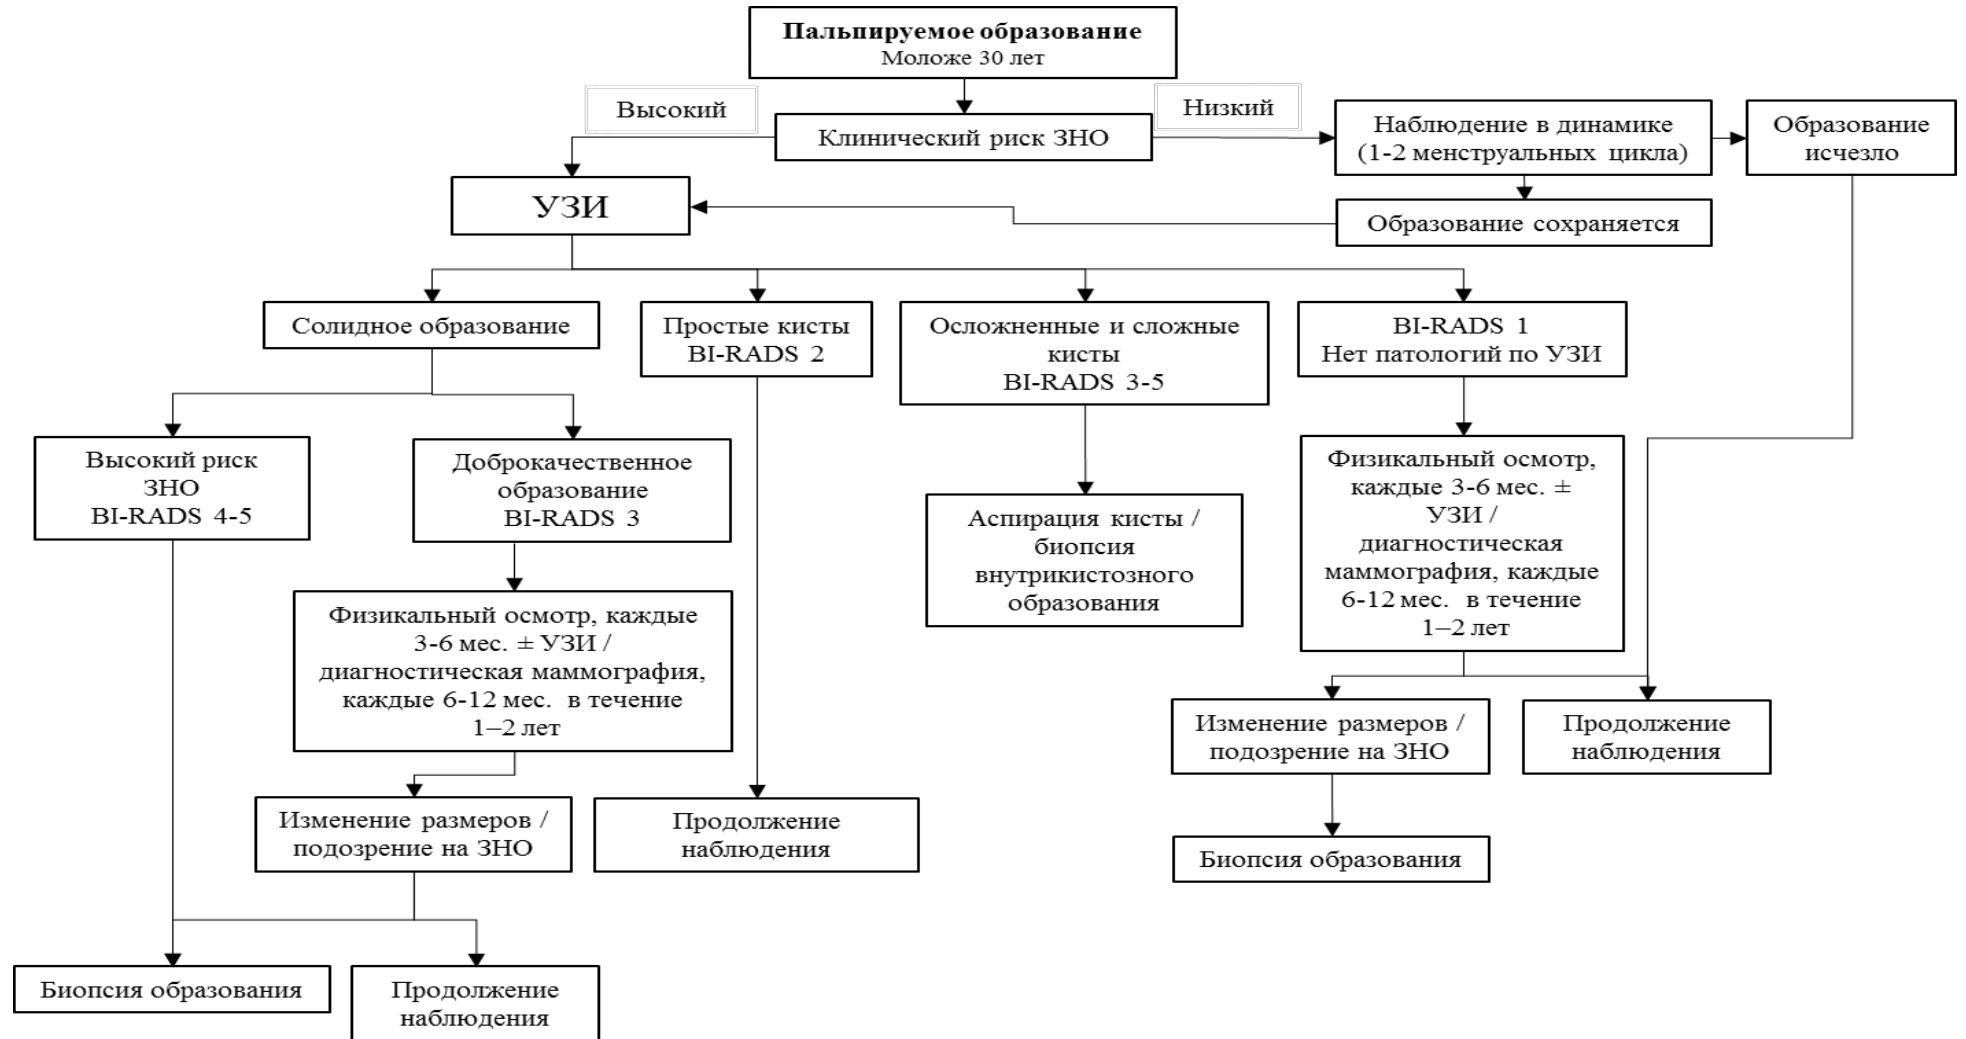 Пальпируемое образование
Моложе 30 лет
Высокий
Низкий
Клинический риск ЗНО
Наблюдение в динамике
(1-2 менструальных цикла)
Образование
исчезло
УЗИ
Образование сохраняется
Солидное образование
Простые кисты
BI-RADS 2
Осложненные и сложные
кисты
BI-RADS 3-5
BI-RADS 1
Нет патологий по УЗИ
Высокий риск
ЗНО
BI-RADS 4-5
Доброкачественное
образование
BI-RADS 3
Аспирация кисты /
биопсия
внутрикистозного
образования
Физикальный осмотр,
каждые 3-6 мес. ±
УЗИ /
диагностическая
маммография, каждые
6-12 мес. в течение
1–2 лет
Физикальный осмотр, каждые
3-6 мес. ± УЗИ /
диагностическая маммография,
каждые 6-12 мес. в течение
1–2 лет
Изменение размеров /
подозрение на ЗНО
Продолжение
наблюдения
Изменение размеров /
подозрение на ЗНО
Продолжение
наблюдения
Биопсия образования
Биопсия образования
Продолжение
наблюдения